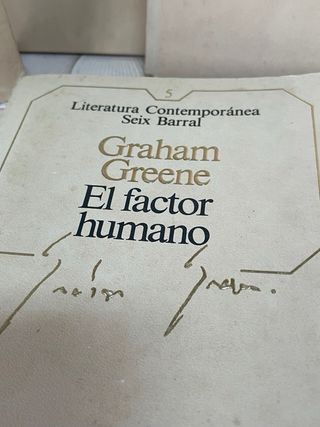 5
Literatura Contemporánea
Seix Barral
Graham
Greene
El factor
humano